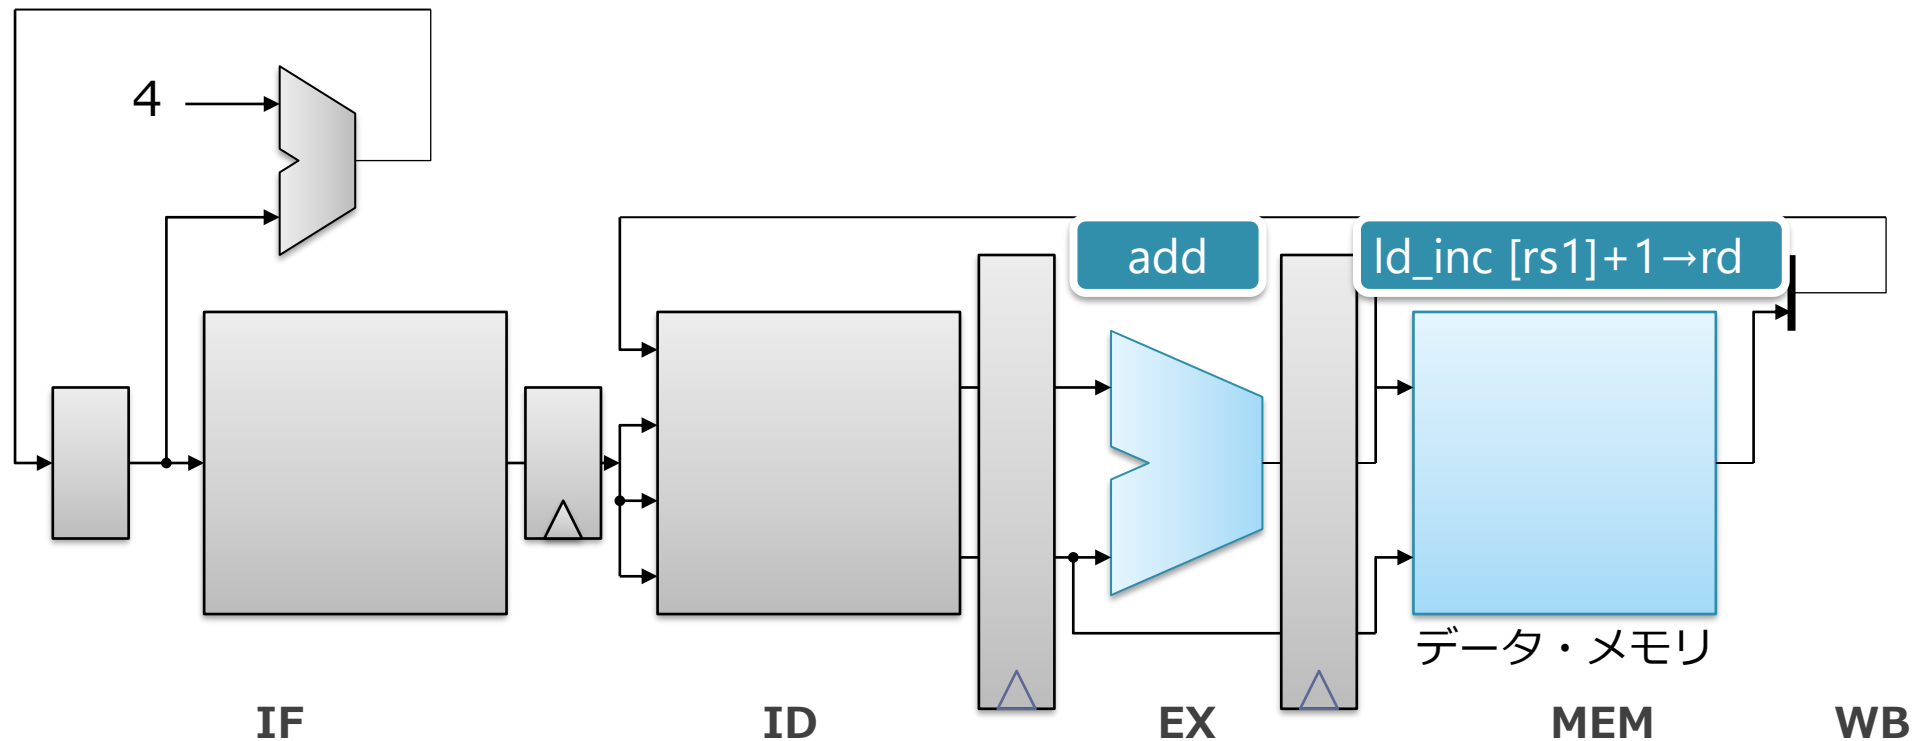 4
add
ld_inc [rs1]+1→rd
データ・メモリ
IF
ID
EX
MEM
WB